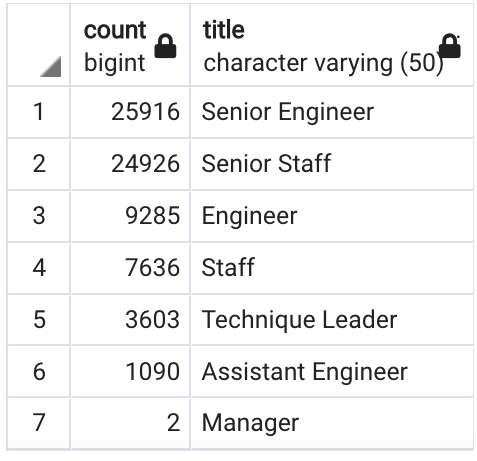 count title
bigint character varying (50)
1 25916 Senior Engineer
2 24926 Senior Staff
3 9285 Engineer
4 7636 Staff
5 3603 Technique Leader
6 1090 Assistant Engineer
7 2 Manager